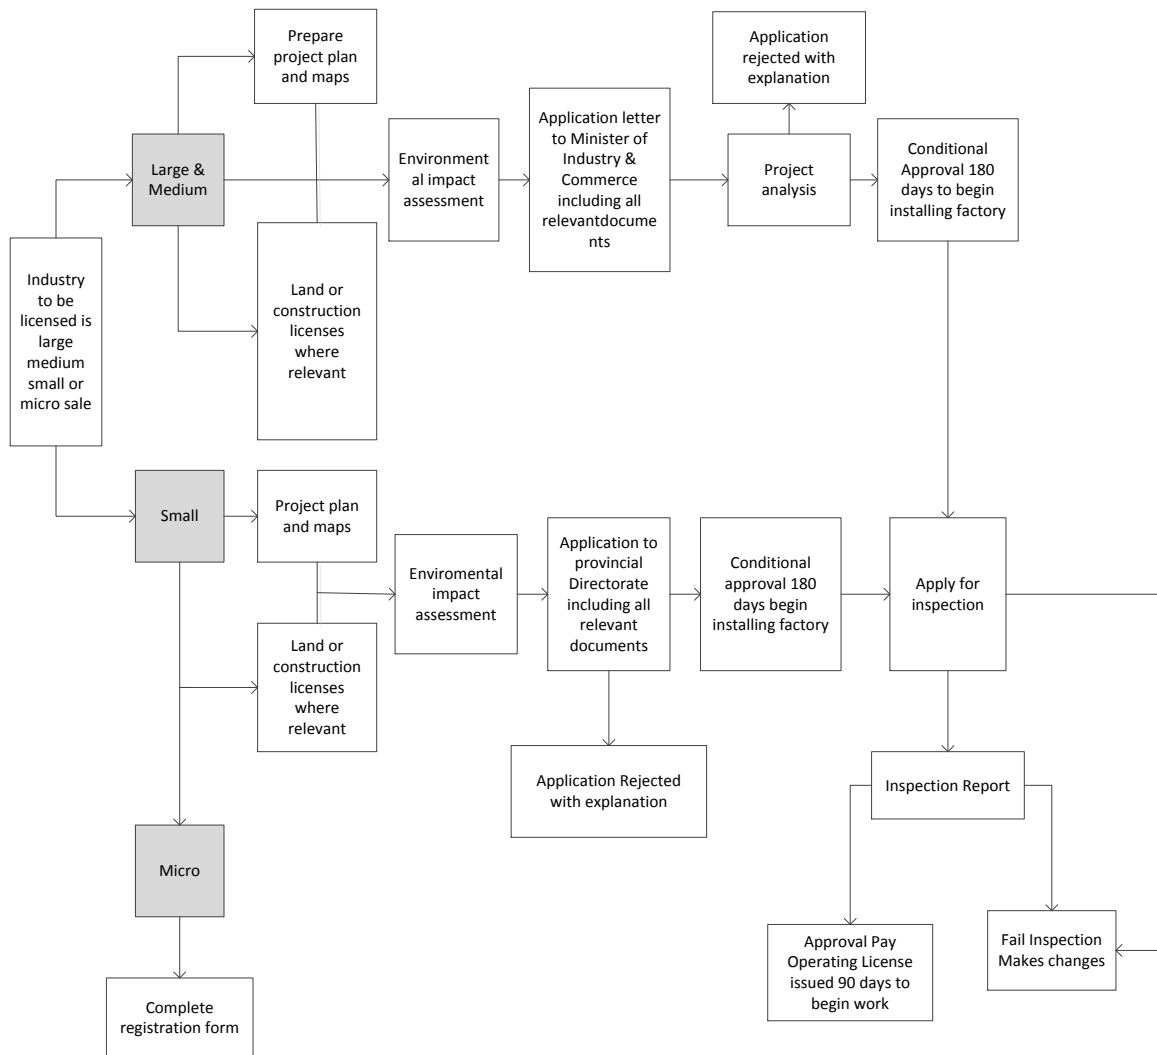 Prepare
project plan
and maps
Application
rejected with
explanation
Large &
Medium
Environment
al impact
assessment
Application letter
to Minister of
Industry &
Commerce
including all
relevantdocume
nts
Project
analysis
Conditional
Approval 180
days to begin
installing factory
Industry
to be
licensed is
large
medium
small or
micro sale
Land or
construction
licenses
where
relevant
Small
Project plan
and maps
Enviromental
impact
assessment
Application to
provincial
Directorate
including all
relevant
documents
Conditional
approval 180
days begin
installing factory
Apply for
inspection
Land or
construction
licenses
where
relevant
Application Rejected
with explanation
Inspection Report
Micro
Approval Pay
Operating License
issued 90 days to
begin work
Fail Inspection
Makes changes
Complete
registration form